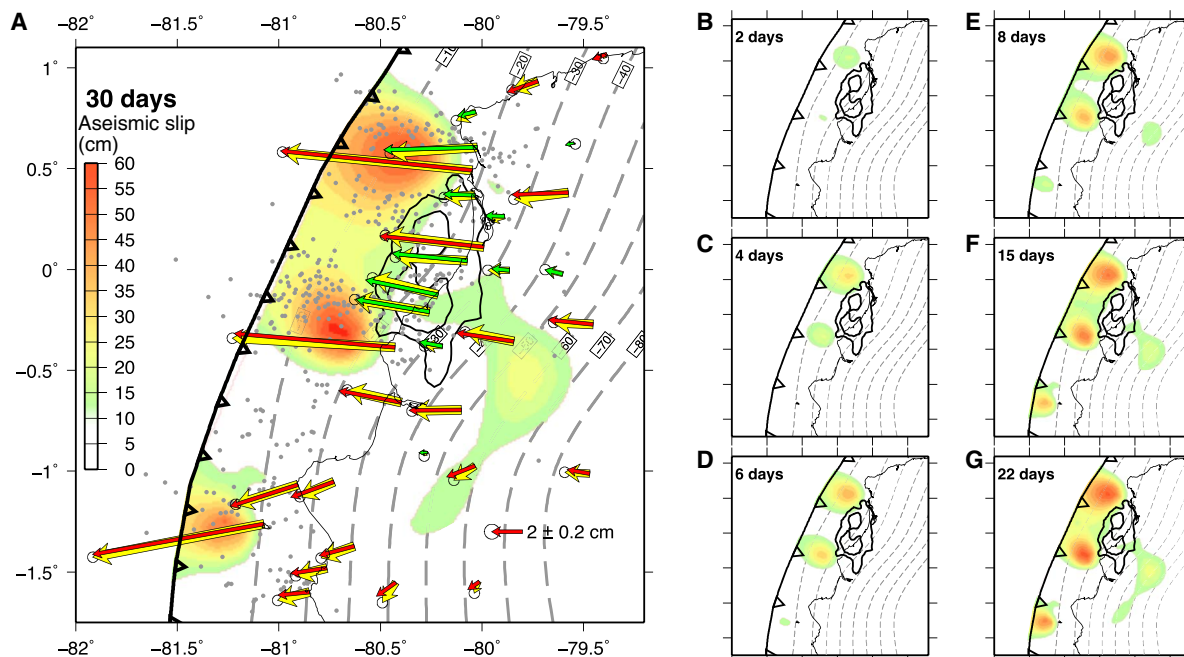 A
−82˚ −81.5˚ −81˚ −80.5˚ −80˚ −79.5˚
1˚
0.5˚
0˚
−0.5˚
−1˚
−1.5˚
30 days
Aseismic slip
(cm)
60
55
50
45
40
35
30
25
20
15
10
5
0
−10
−20
−30
−40
−60
−70
−80
2 ± 0.2 cm
−82˚ −81.5˚ −81˚ −80.5˚ −80˚ −79.5˚
B
2 days
C
4 days
D
6 days
E
8 days
F
15 days
G
22 days